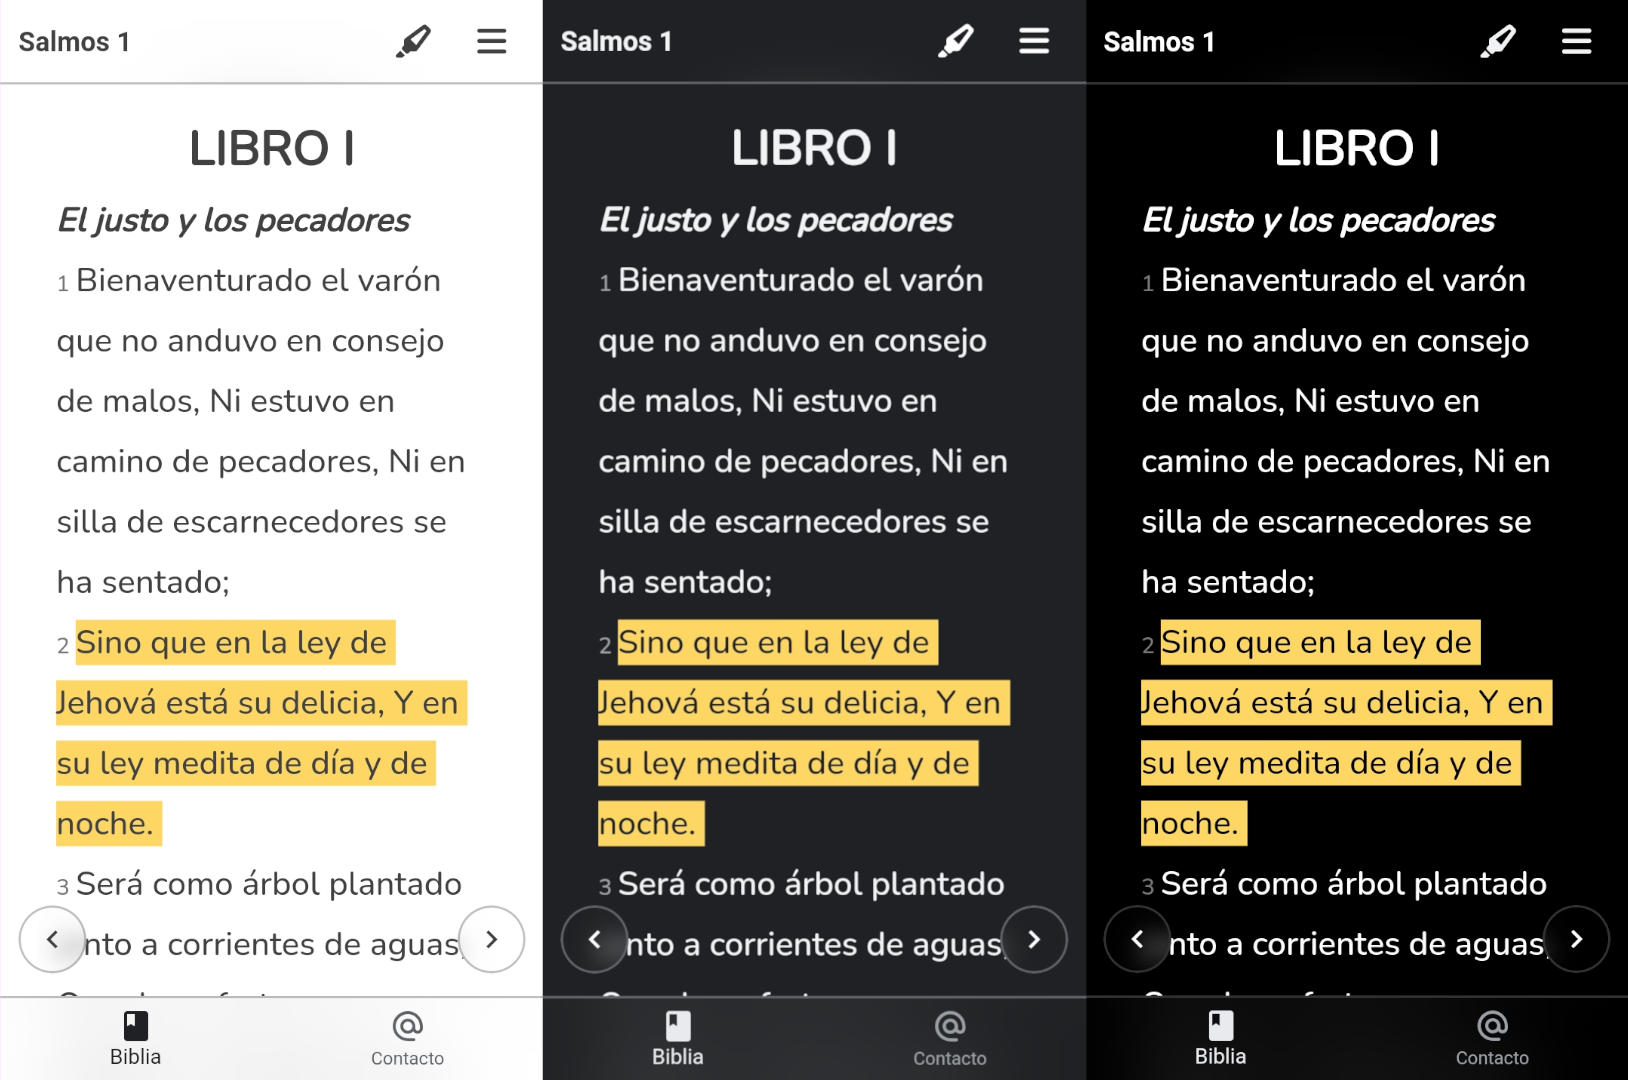 Salmos 1
LIBRO I
El justo y los pecadores
1 Bienaventurado el varón
que no anduvo en consejo
de malos, Ni estuvo en
camino de pecadores, Ni en
silla de escarnecedores se
ha sentado;
2 Sino que en la ley de
Jehová está su delicia, Y en
su ley medita de día y de
noche.
3 Será como árbol plantado
nto a corrientes de aguas,
Biblia
Contacto
Salmos 1
LIBRO I
El justo y los pecadores
1 Bienaventurado el varón
que no anduvo en consejo
de malos, Ni estuvo en
camino de pecadores, Ni en
silla de escarnecedores se
ha sentado;
2 Sino que en la ley de
Jehová está su delicia, Y en
su ley medita de día y de
noche.
3 Será como árbol plantado
nto a corrientes de aguas,
Biblia
Contacto
Salmos 1
LIBRO I
El justo y los pecadores
1 Bienaventurado el varón
que no anduvo en consejo
de malos, Ni estuvo en
camino de pecadores, Ni en
silla de escarnecedores se
ha sentado;
2 Sino que en la ley de
Jehová está su delicia, Y en
su ley medita de día y de
noche.
3 Será como árbol plantado
nto a corrientes de aguas,
Biblia
Contacto